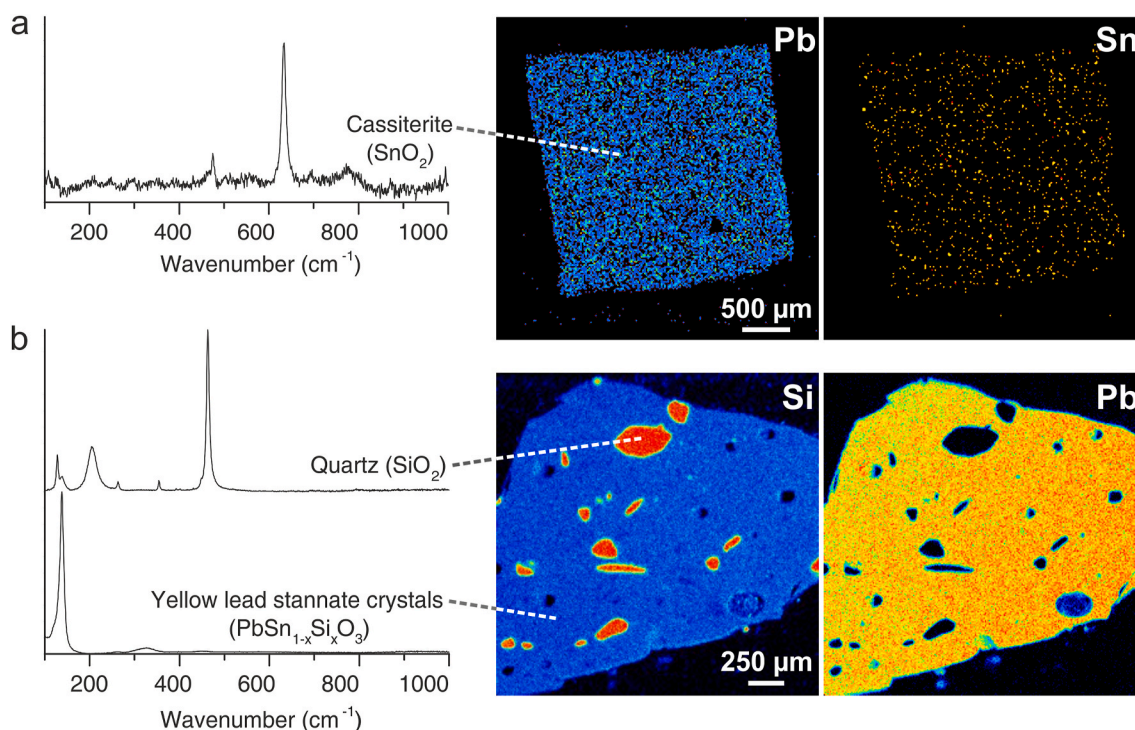 a
Cassiterite
(SnO2)
200 400 600 800 1000
Wavenumber (cm-1)
Pb
500 µm
Sn
b
Quartz (SiO2)
Yellow lead stannate crystals
(PbSn1-xSixO3)
200 400 600 800 1000
Wavenumber (cm-1)
Si
250 µm
Pb